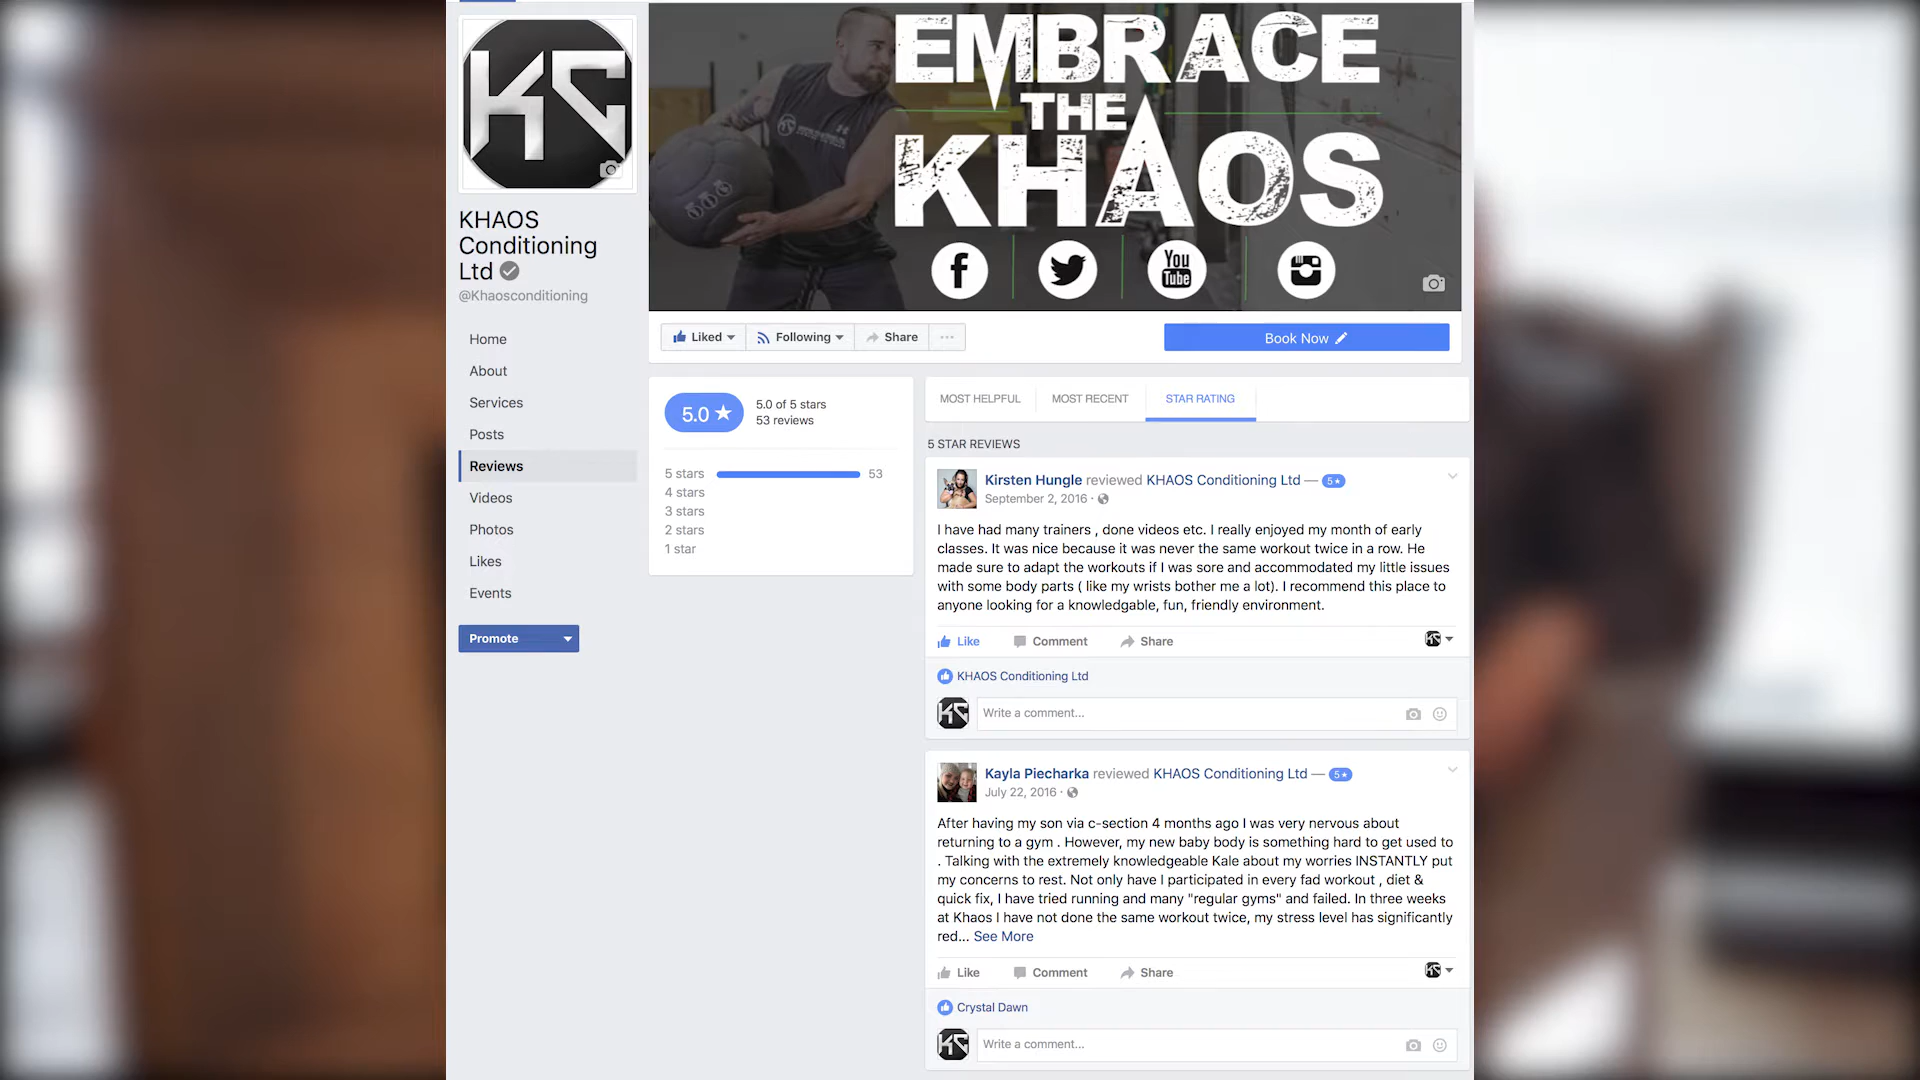 KC
EMBRACE
THE
KHAOS
You
Tube
KHAOS
Conditioning
Ltd
@Khaosconditioning
Home
About
Services
Posts
Reviews
Videos
Photos
Likes
Events
Promote
Liked
Following
Share
Book Now
5.0 ★
5.0 of 5 stars
53 reviews
5 stars 53
4 stars
3 stars
2 stars
1 star
MOST HELPFUL
MOST RECENT
STAR RATING
5 STAR REVIEWS
Kirsten Hungle reviewed KHAOS Conditioning Ltd — 5★
September 2, 2016 ·
I have had many trainers , done videos etc. I really enjoyed my month of early
classes. It was nice because it was never the same workout twice in a row. He
made sure to adapt the workouts if I was sore and accommodated my little issues
with some body parts ( like my wrists bother me a lot). I recommend this place to
anyone looking for a knowledgable, fun, friendly environment.
Like Comment Share
KHAOS Conditioning Ltd
Write a comment...
Kayla Piecharka reviewed KHAOS Conditioning Ltd — 5★
July 22, 2016 ·
After having my son via c-section 4 months ago I was very nervous about
returning to a gym . However, my new baby body is something hard to get used to
. Talking with the extremely knowledgeable Kale about my worries INSTANTLY put
my concerns to rest. Not only have I participated in every fad workout , diet &
quick fix, I have tried running and many "regular gyms" and failed. In three weeks
at Khaos I have not done the same workout twice, my stress level has significantly
red... See More
Like Comment Share
Crystal Dawn
Write a comment...